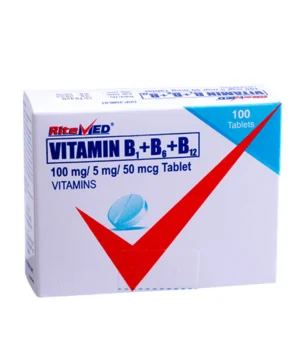 RiteMED®
VITAMIN B₁+B₆+B₁₂
100 mg/ 5 mg/ 50 mcg Tablet
VITAMINS
100
Tablets